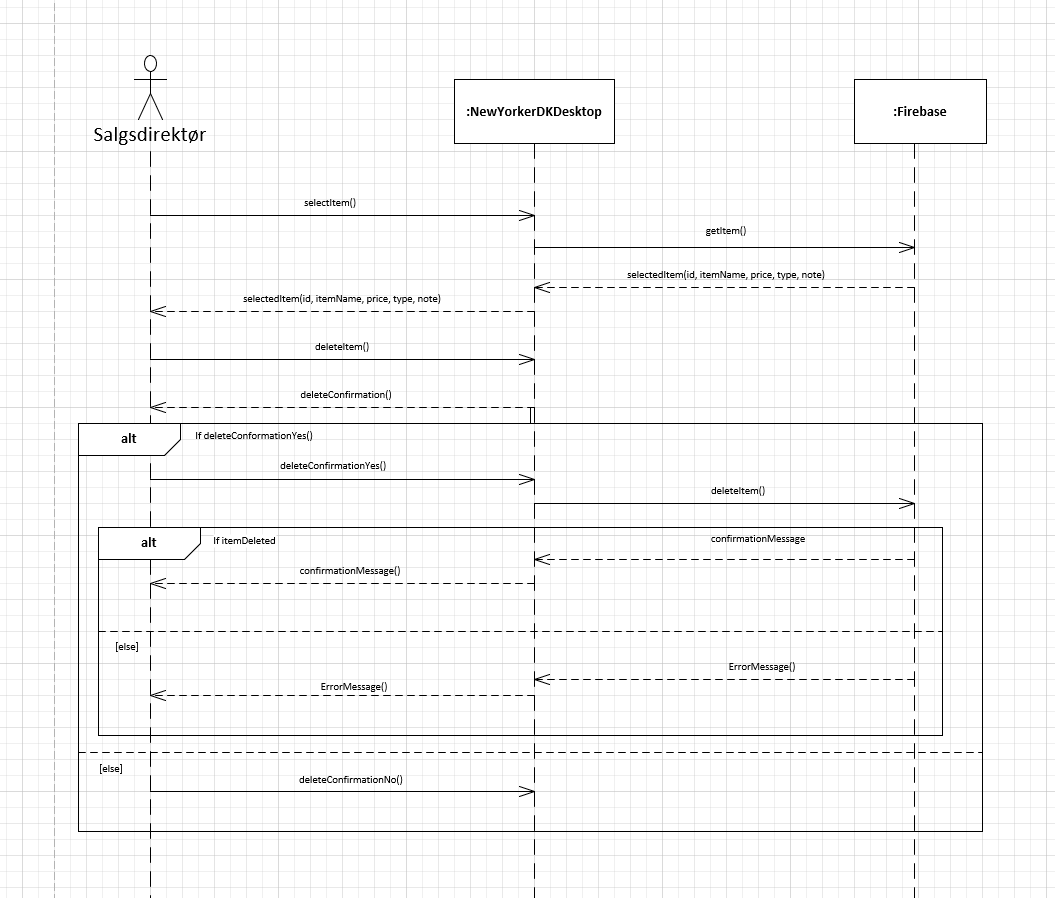 Salgsdirektør
:NewYorkerDKDesktop
:Firebase
selectItem()
getItem()
selectedItem(id, itemName, price, type, note)
selectedItem(id, itemName, price, type, note)
deleteItem()
deleteConfirmation()
alt
If deleteConformationYes()
deleteConfirmationYes()
deleteItem()
alt
If itemDeleted
confirmationMessage
confirmationMessage()
[else]
ErrorMessage()
ErrorMessage()
[else]
deleteConfirmationNo()